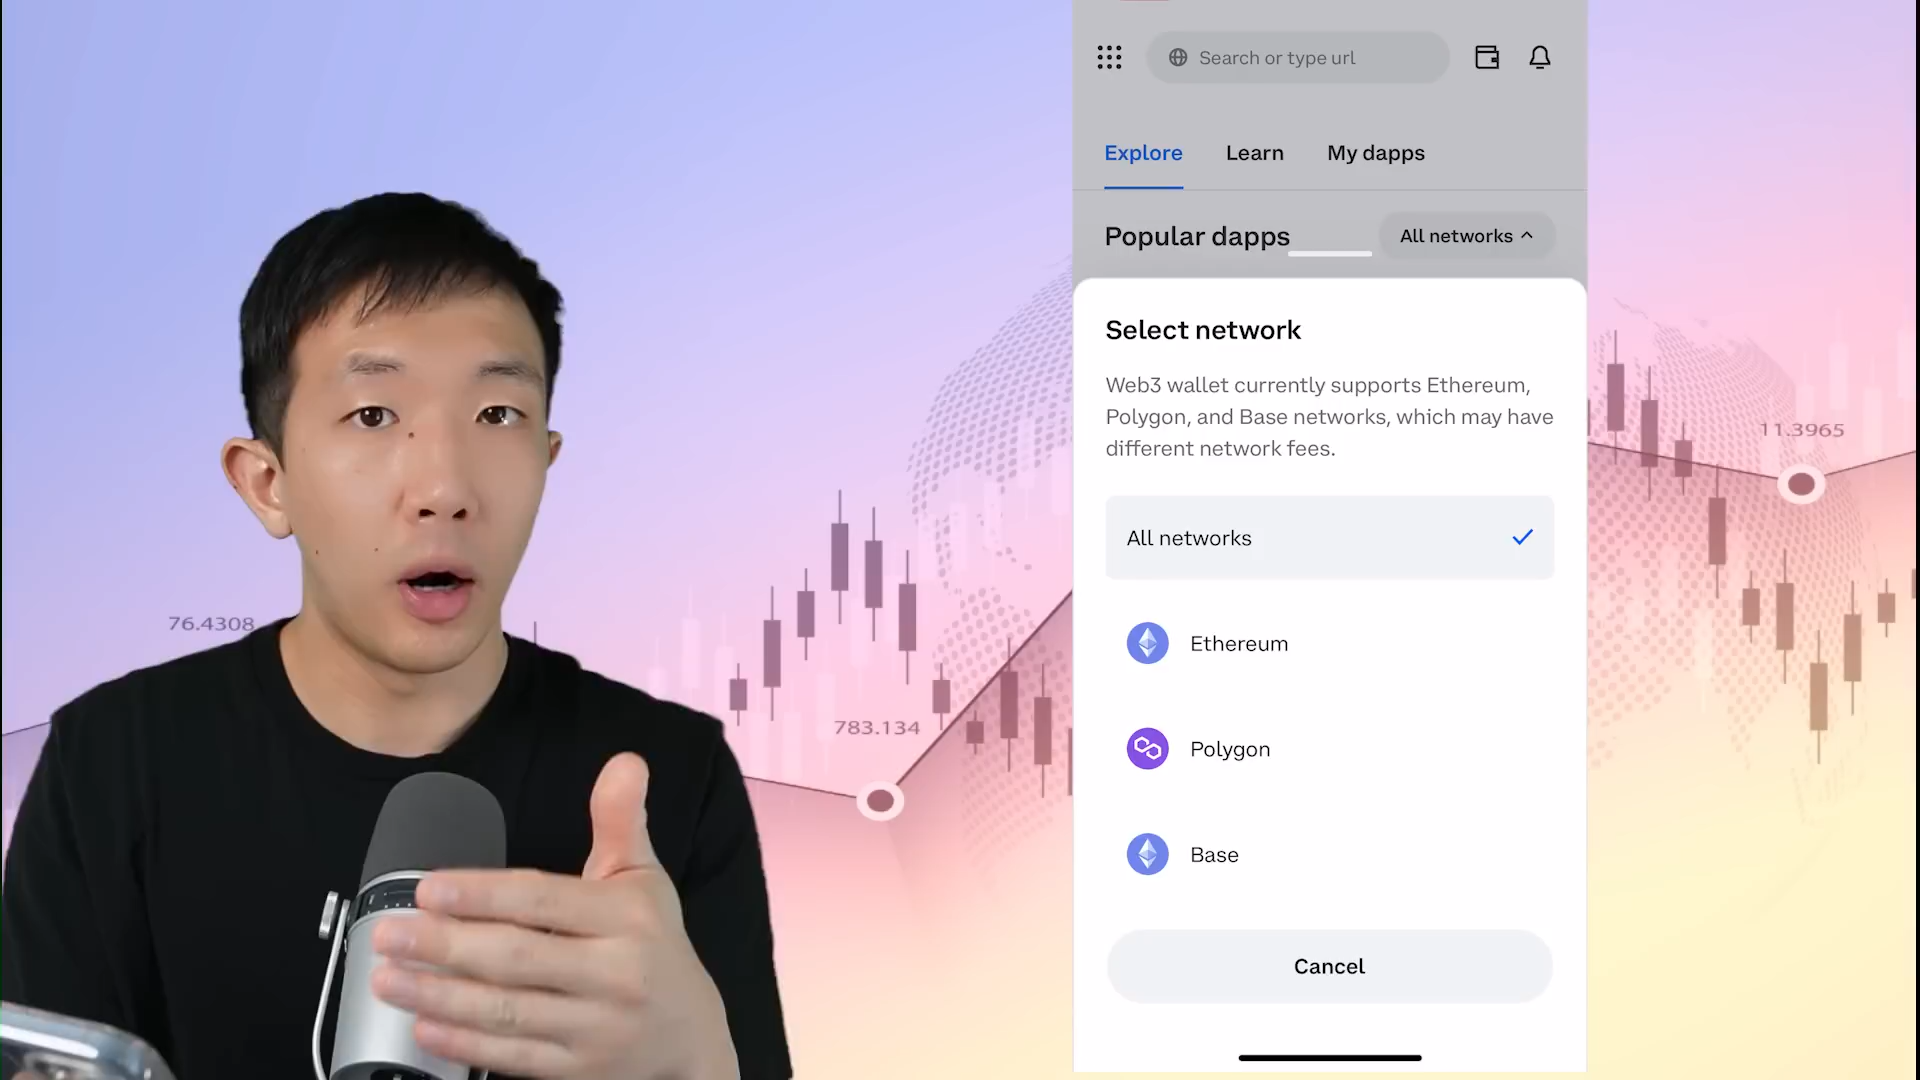 Search or type url
Explore
Learn
My dapps
Popular dapps
All networks
Select network
Web3 wallet currently supports Ethereum,
Polygon, and Base networks, which may have
different network fees.
All networks
Ethereum
Polygon
Base
Cancel
76.4308
783.134
11.3965